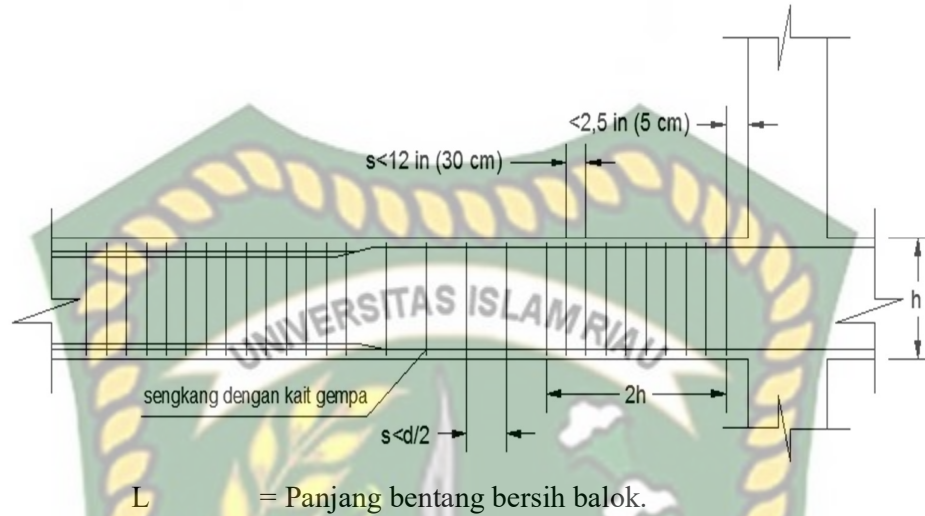 <2,5 in (5 cm)
s<12 in (30 cm)
h
UNIVERSITAS ISLAM RIAU
sengkang dengan kait gempa
2h
s<d/2
L = Panjang bentang bersih balok.